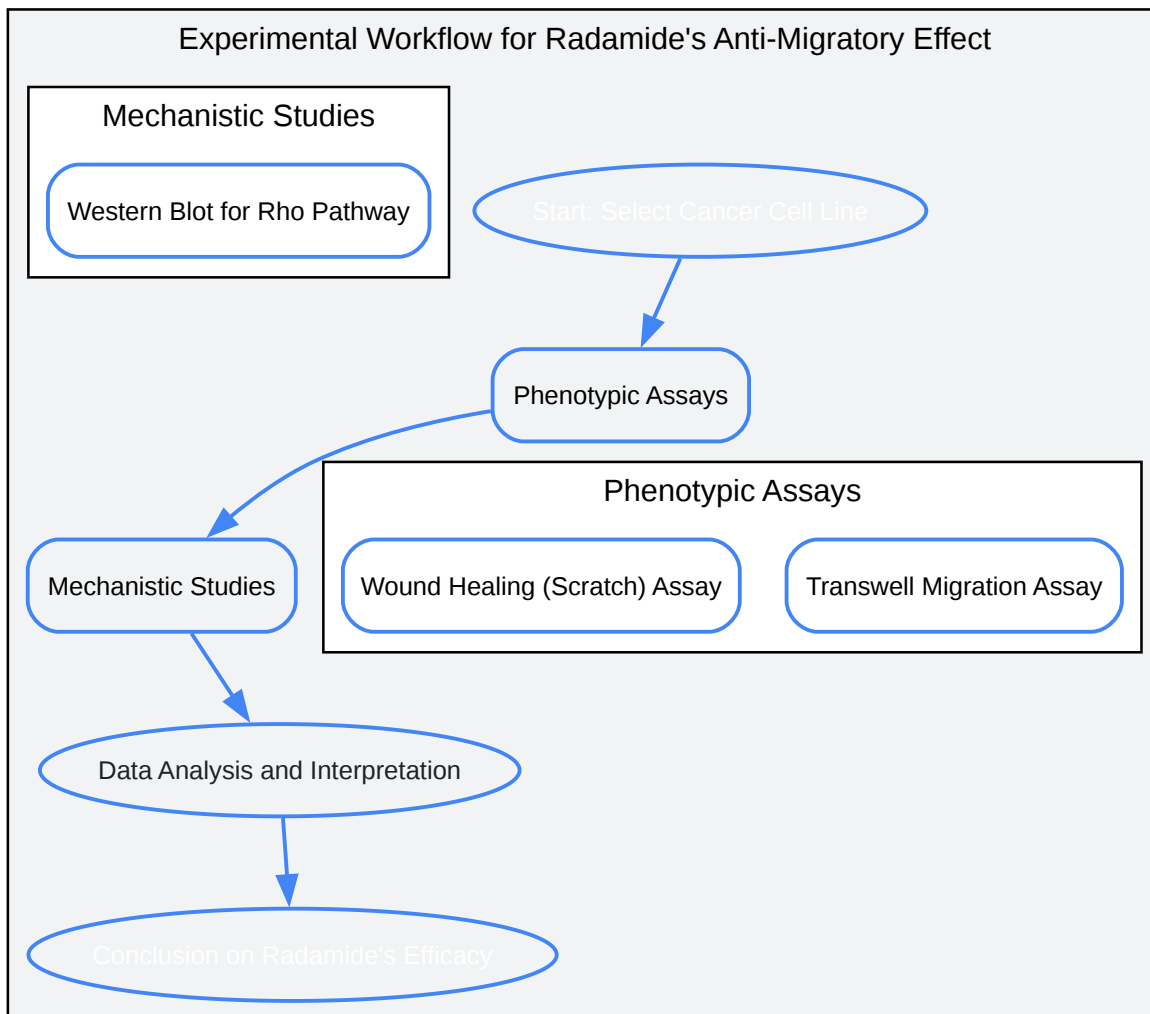 Experimental Workflow for Radamide's Anti-Migratory Effect
Mechanistic Studies
Western Blot for Rho Pathway
Start: Select Cancer Cell Line
Phenotypic Assays
Phenotypic Assays
Mechanistic Studies
Wound Healing (Scratch) Assay
Transwell Migration Assay
Data Analysis and Interpretation
Conclusion on Radamide's Efficacy